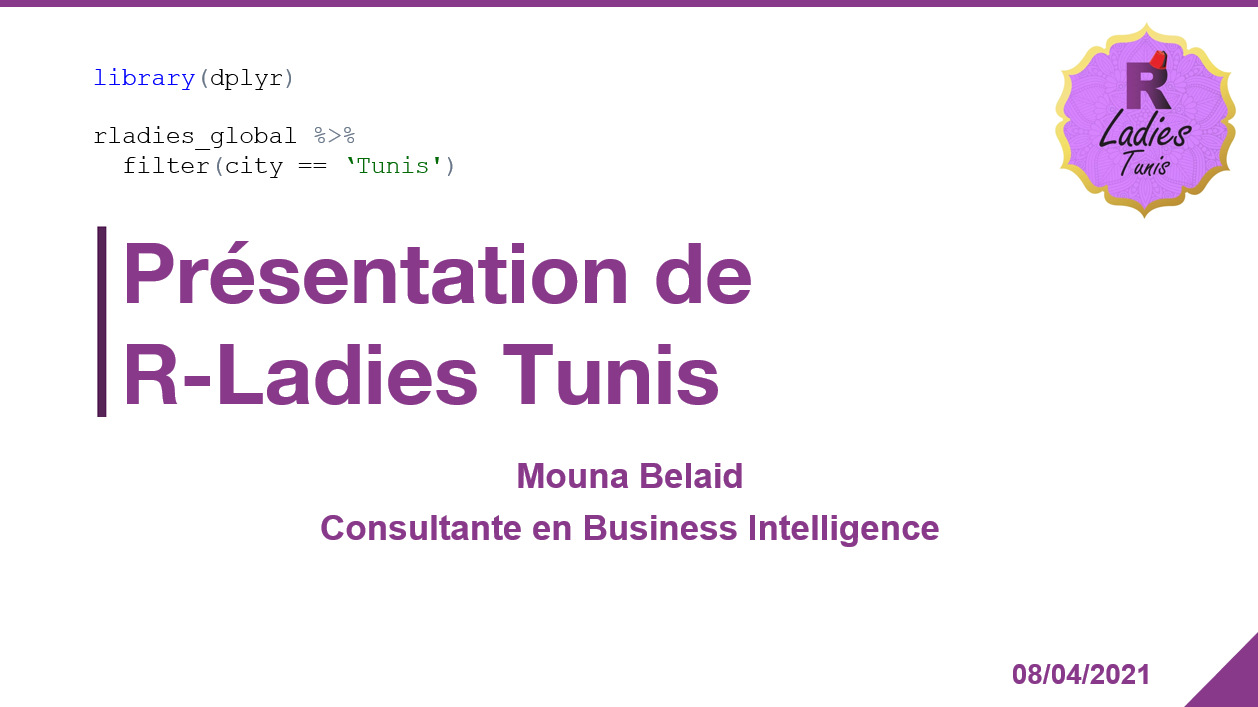 library(dplyr)
rladies_global %>%
filter(city == ‘Tunis')
R
Ladies
Tunis
Présentation de
R-Ladies Tunis
Mouna Belaid
Consultante en Business Intelligence
08/04/2021